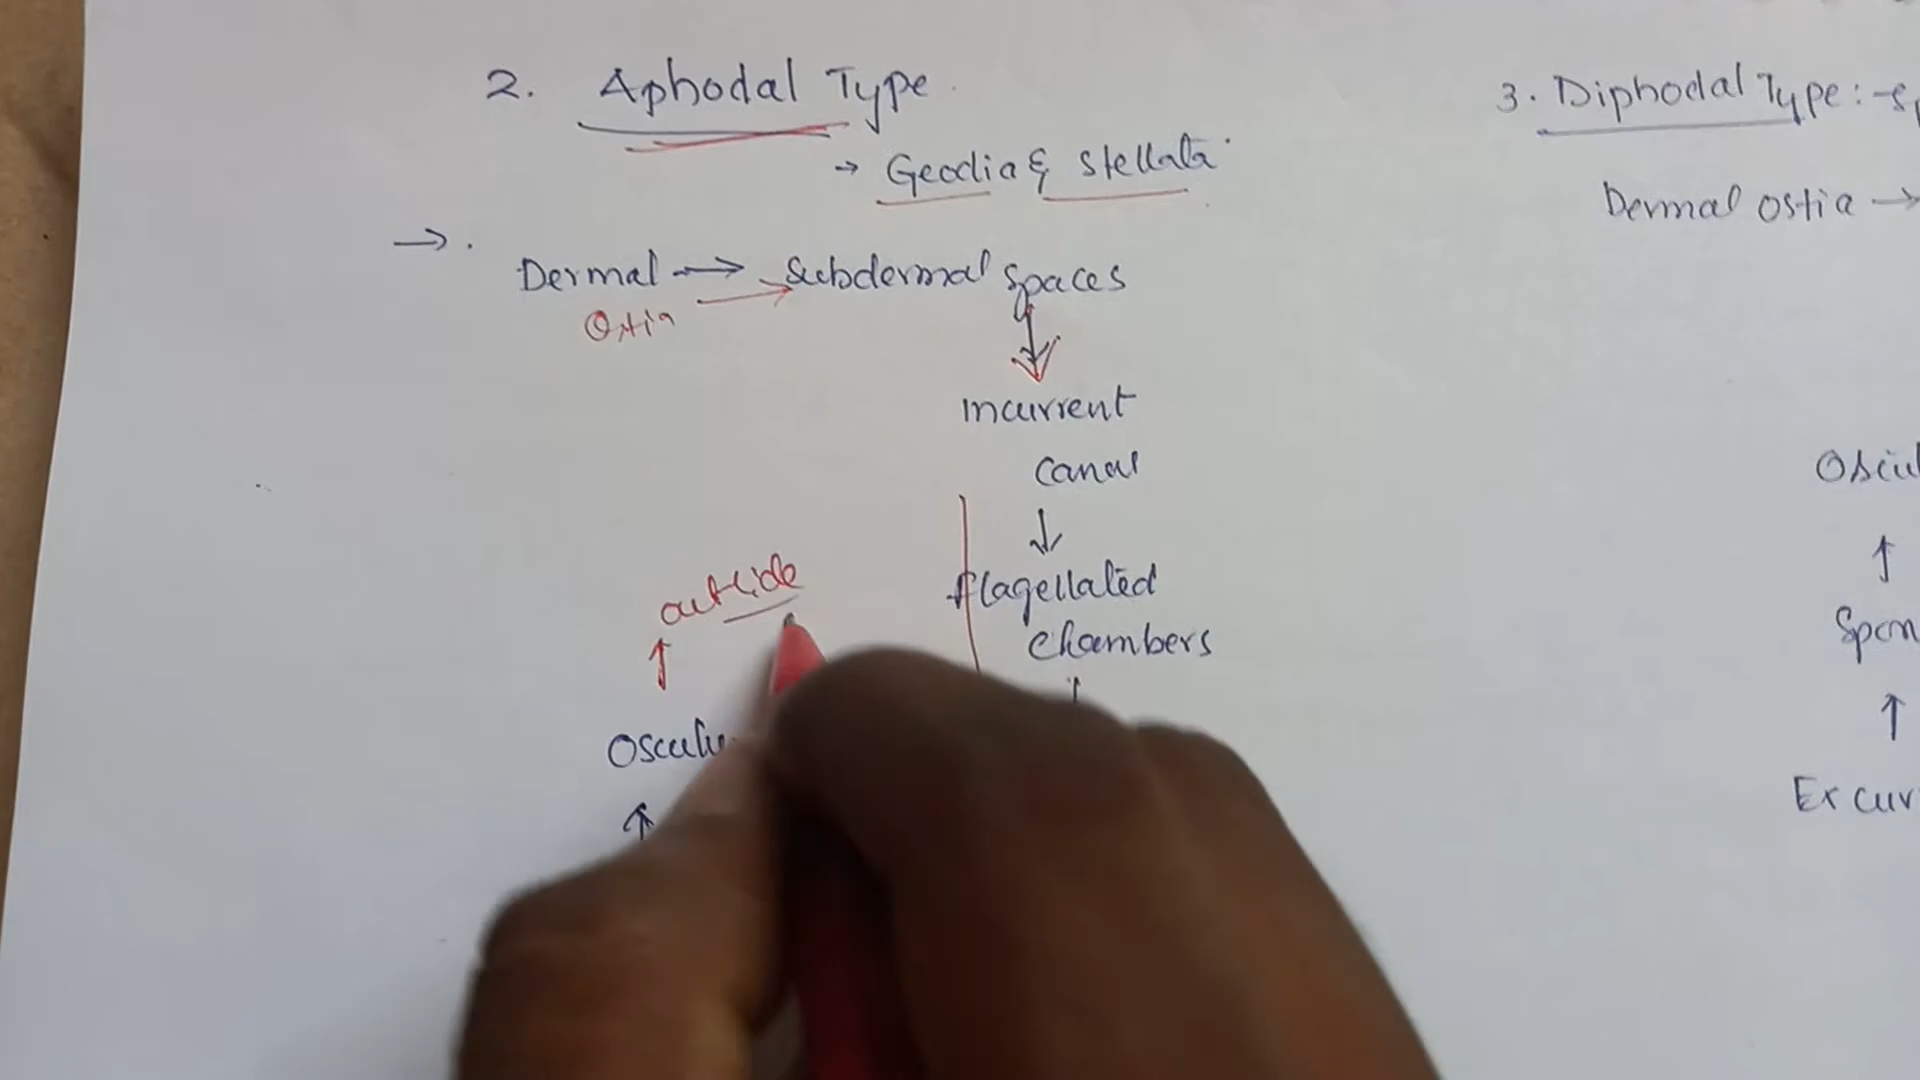 2. Aphodal Type
→ Geodia & Stellata
→.
Dermal → Subdermal spaces
Ostia →
↓
incurrent
canal
↓
flagellated
chambers
outside
↑
↑
3. Diphodal Type :-
Dermal ostia →
↑
↑